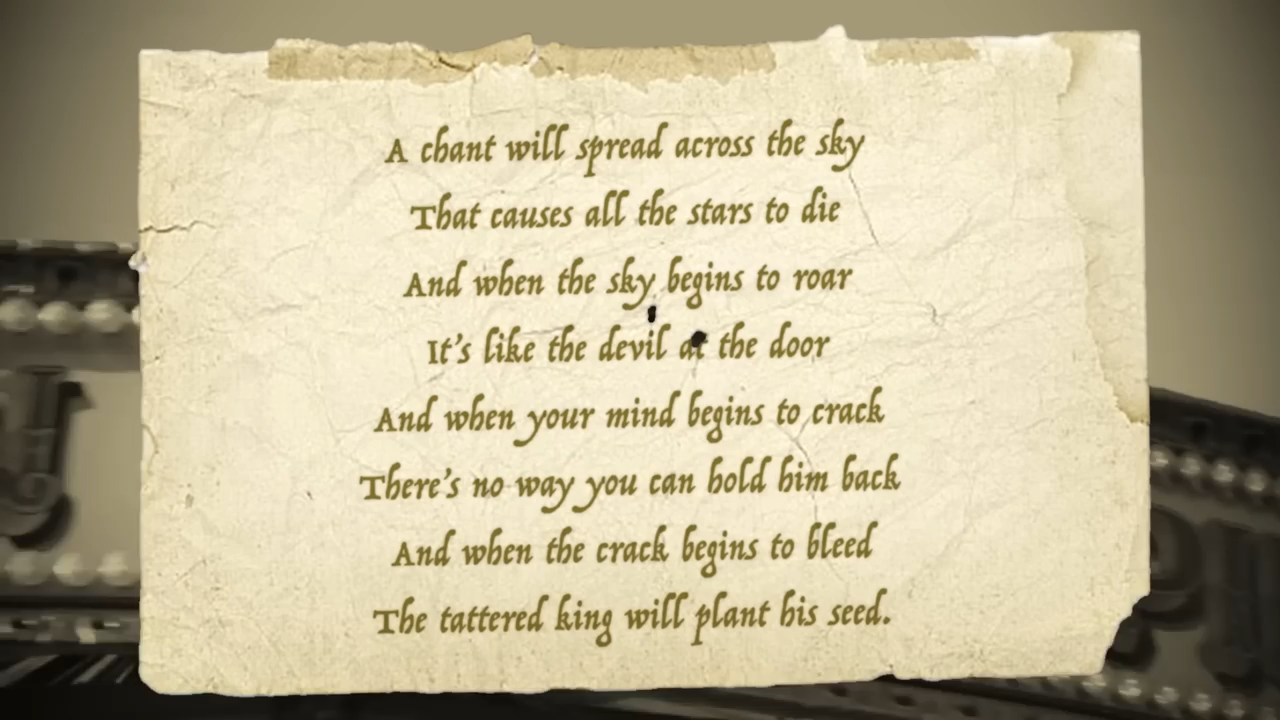 A chant will spread across the sky
That causes all the stars to die
And when the sky begins to roar
It's like the devil at the door
And when your mind begins to crack
There's no way you can hold him back
And when the crack begins to bleed
The tattered king will plant his seed.